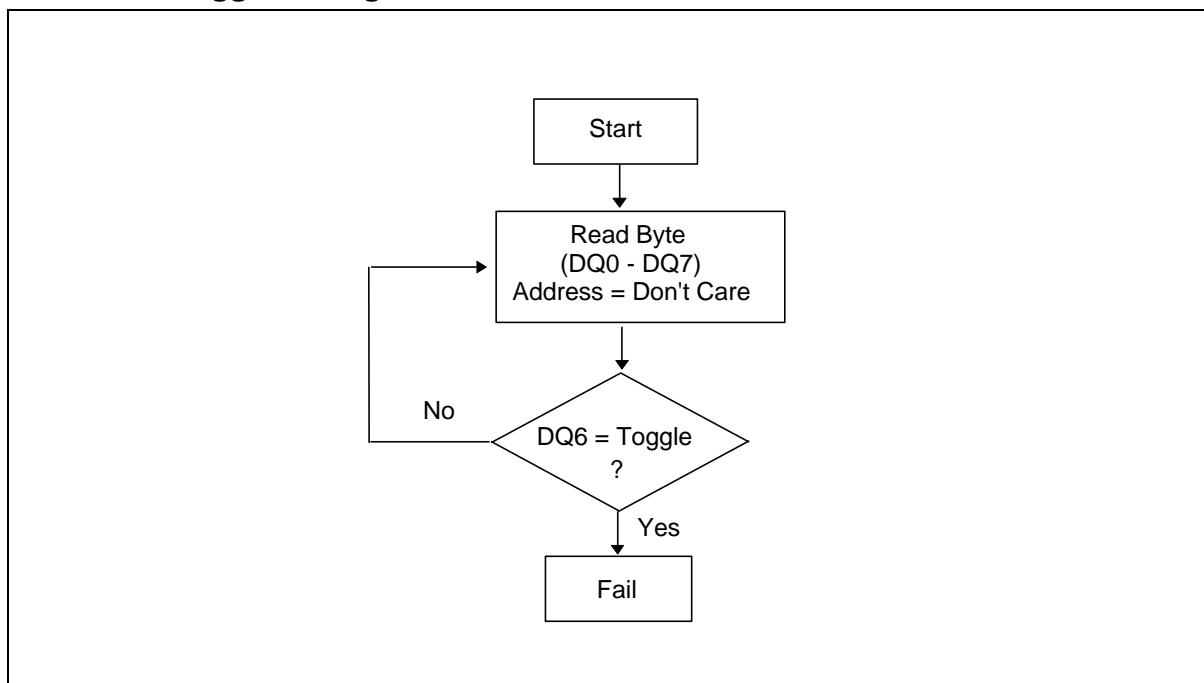 Start
Read Byte
(DQ0 - DQ7)
Address = Don't Care
No
DQ6 = Toggle
?
Yes
Fail